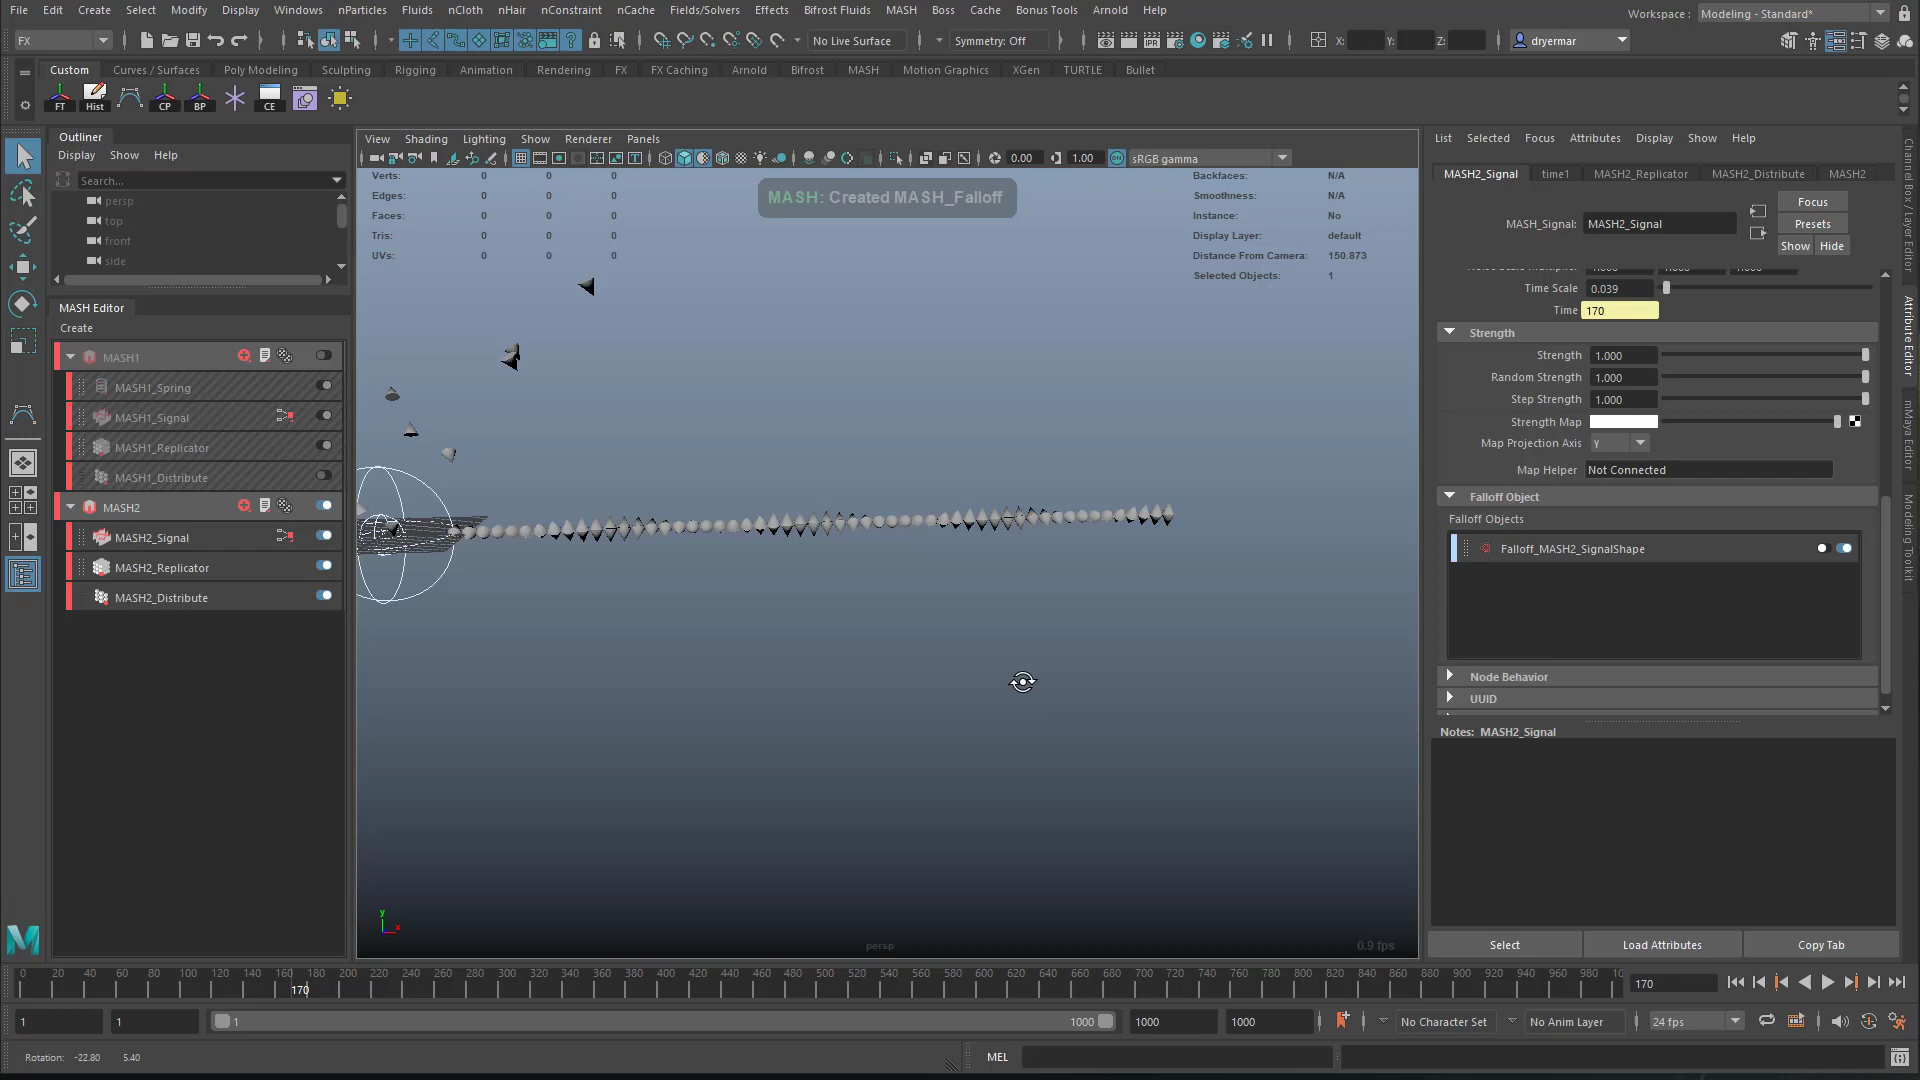 File Edit Create Select Modify Display Windows nParticles Fluids nCloth nHair nConstraint nCache Fields/Solvers Effects Bifrost Fluids MASH Boss Cache Bonus Tools Arnold Help
Workspace : Modeling - Standard*
FX No Live Surface Symmetry: Off X: Y: Z: dryermar
Custom Curves / Surfaces Poly Modeling Sculpting Rigging Animation Rendering FX FX Caching Arnold Bifrost MASH Motion Graphics XGen TURTLE Bullet
FT Hist CP BP CE
Outliner
Display Show Help
Search...
persp
top
front
side
MASH Editor
Create
MASH1
MASH1_Spring
MASH1_Signal
MASH1_Replicator
MASH1_Distribute
MASH2
MASH2_Signal
MASH2_Replicator
MASH2_Distribute
View Shading Lighting Show Renderer Panels
0.00 1.00 ON sRGB gamma
Verts: 0 0 0
Edges: 0 0 0
Faces: 0 0 0
Tris: 0 0 0
UVs: 0 0 0
MASH: Created MASH_Falloff
Backfaces: N/A
Smoothness: N/A
Instance: No
Display Layer: default
Distance From Camera: 150.873
Selected Objects: 1
y
x
persp
0.9 fps
List Selected Focus Attributes Display Show Help
MASH2_Signal time1 MASH2_Replicator MASH2_Distribute MASH2
MASH_Signal: MASH2_Signal
Focus
Presets
Show Hide
Time Scale 0.039
Time 170
Strength
Strength 1.000
Random Strength 1.000
Step Strength 1.000
Strength Map
Map Projection Axis Y
Map Helper Not Connected
Falloff Object
Falloff Objects
Falloff_MASH2_SignalShape
Node Behavior
UUID
Notes: MASH2_Signal
Select Load Attributes Copy Tab
Channel Box / Layer Editor
Attribute Editor
mMaya Editor
Modeling Toolkit
0 20 40 60 80 100 120 140 160 180 200 220 240 260 280 300 320 340 360 380 400 420 440 460 480 500 520 540 560 580 600 620 640 660 680 700 720 740 760 780 800 820 840 860 880 900 920 940 960 980 10
170
170
1 1 1 1000 1000 1000 No Character Set No Anim Layer 24 fps
Rotation: -22.80 5.40
MEL